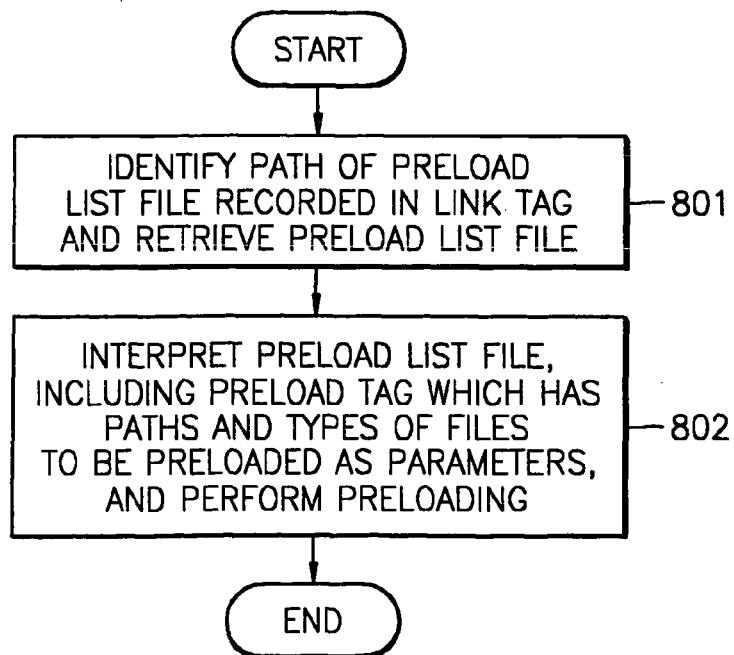 START
IDENTIFY PATH OF PRELOAD
LIST FILE RECORDED IN LINK TAG
AND RETRIEVE PRELOAD LIST FILE
801
INTERPRET PRELOAD LIST FILE,
INCLUDING PRELOAD TAG WHICH HAS
PATHS AND TYPES OF FILES
TO BE PRELOADED AS PARAMETERS,
AND PERFORM PRELOADING
802
END